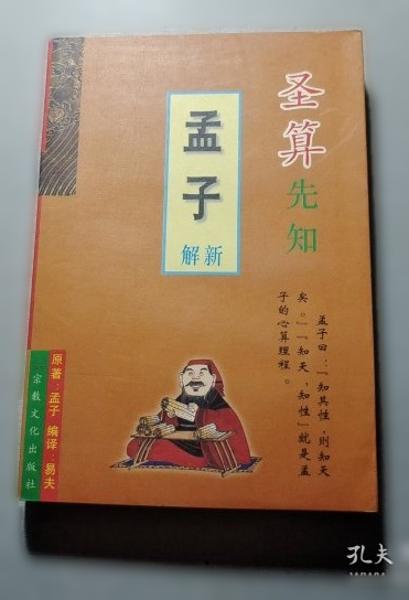 圣算先知
孟子
新解
孟子曰：“知其性，则知天
矣。”“知天，知性”就是孟
子的心算理程。
原著：孟子 编译：易夫
宗教文化出版社
孔夫